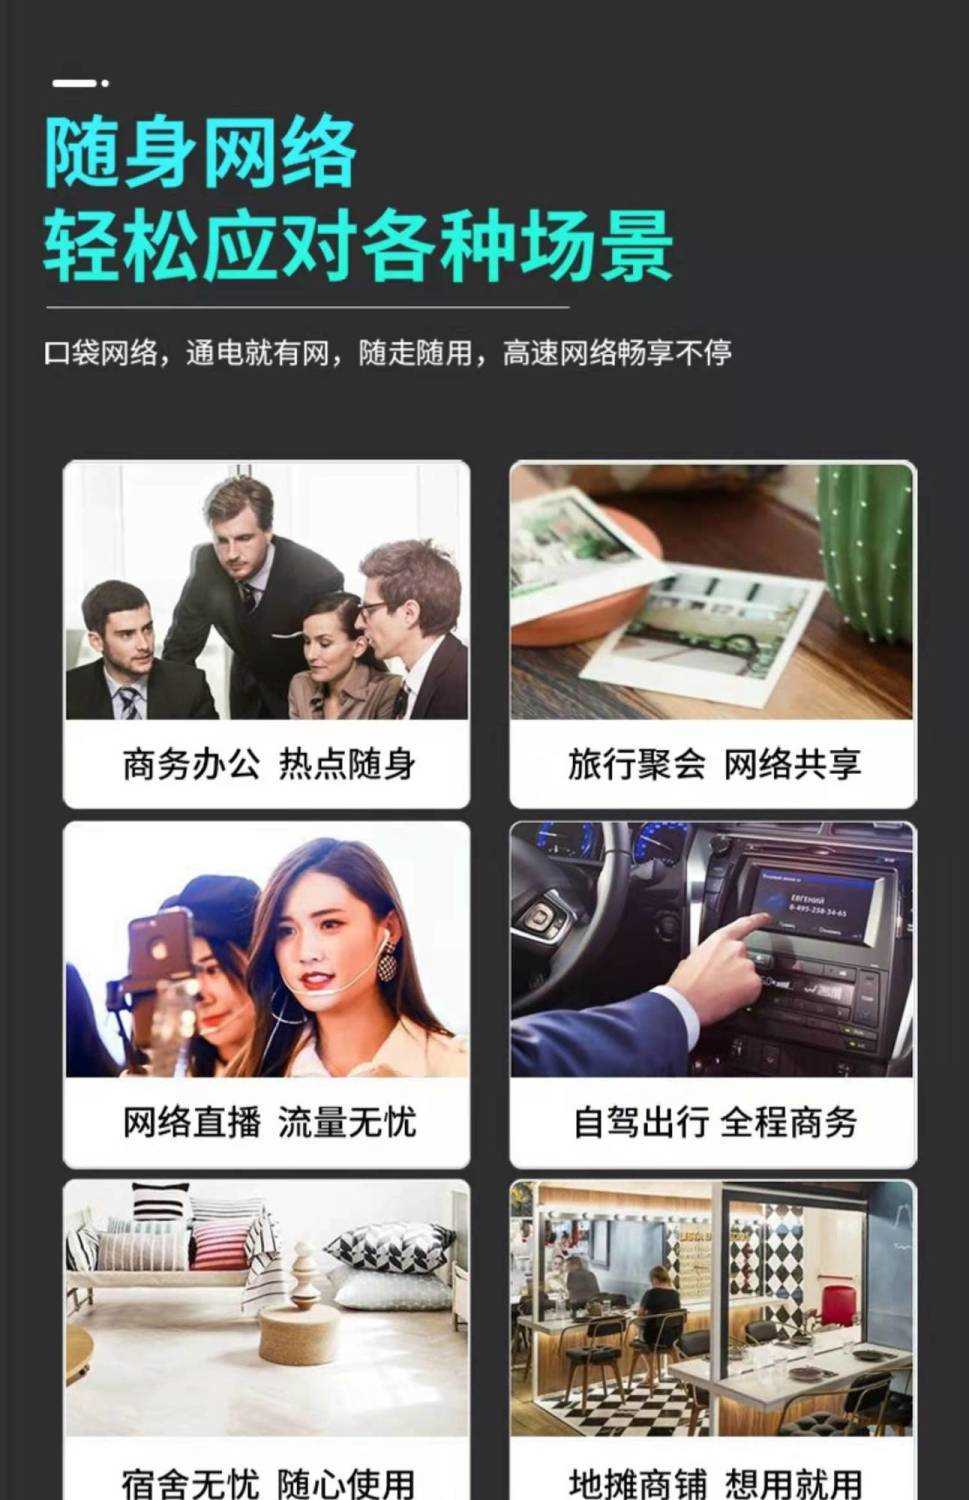 随身网络
轻松应对各种场景
口袋网络，通电就有网，随走随用，高速网络畅享不停
商务办公 热点随身
旅行聚会 网络共享
ЕВГЕНИЙ
8-495-258-34-65
网络直播 流量无忧
自驾出行 全程商务
宿舍无忧 随心使用
地摊商铺 想用就用